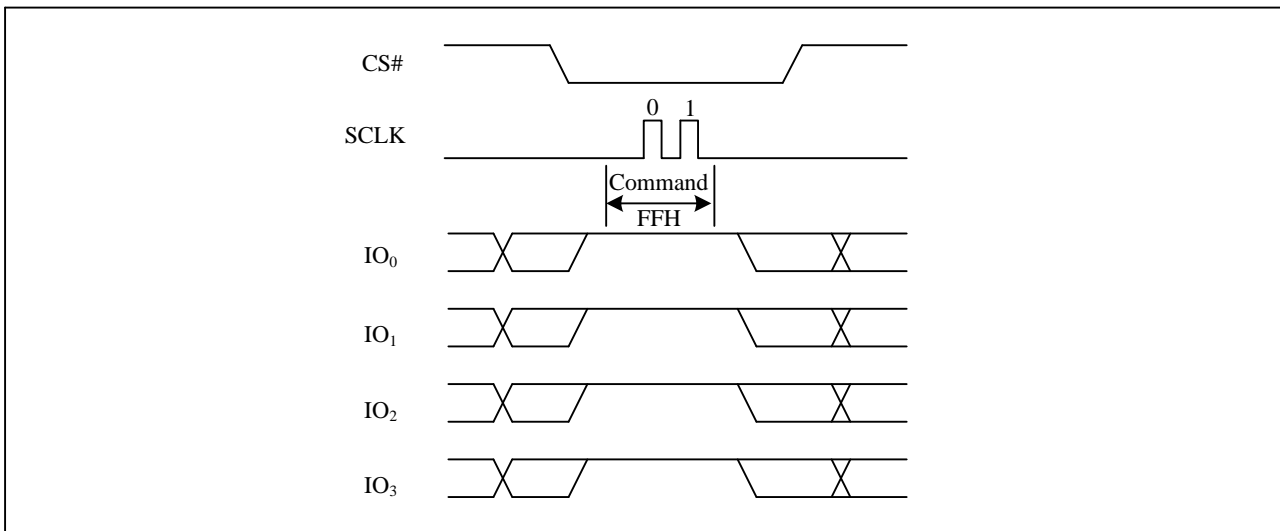 CS#
0 1
SCLK
Command
FFH
IO₀
IO₁
IO₂
IO₃